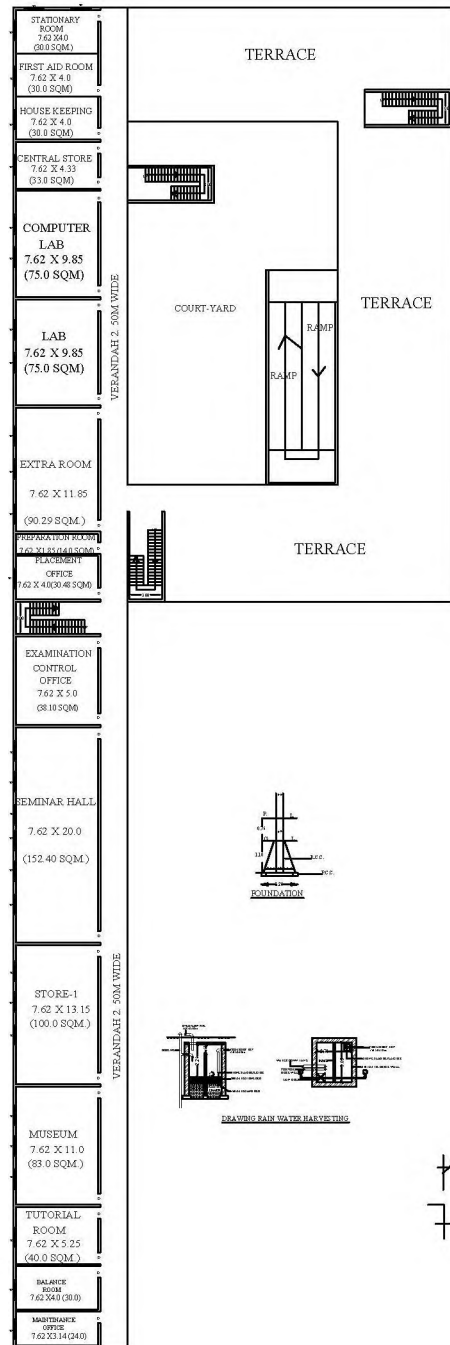 STATIONARY
ROOM
7.62 X4.0
(30.0 SQM.)
FIRST AID ROOM
7.62 X 4.0
(30.0 SQM)
HOUSE KEEPING
7.62 X 4.0
(30.0 SQM)
CENTRAL STORE
7.62 X 4.33
(33.0 SQM)
COMPUTER
LAB
7.62 X 9.85
(75.0 SQM)
LAB
7.62 X 9.85
(75.0 SQM)
EXTRA ROOM
7.62 X 11.85
(90.29 SQM.)
PREPARATION ROOM
7.62 X1.85 (14.0 SQM)
PLACEMENT
OFFICE
7.62 X 4.0(30.48 SQM)
EXAMINATION
CONTROL
OFFICE
7.62 X 5.0
(38.10 SQM)
SEMINAR HALL
7.62 X 20.0
(152.40 SQM.)
STORE-1
7.62 X 13.15
(100.0 SQM.)
MUSEUM
7.62 X 11.0
(83.0 SQM.)
TUTORIAL
ROOM
7.62 X 5.25
(40.0 SQM.)
BALANCE
ROOM
7.62 X4.0 (30.0)
MAINTINANCE
OFFICE
7.62 X3.14 (24.0)
VERANDAH 2. 50M WIDE
VERANDAH 2. 50M WIDE
TERRACE
COURT-YARD
RAMP
RAMP
TERRACE
TERRACE
R.C.C.
P.C.C.
FOUNDATION
DRAWING RAIN WATER HARVESTING